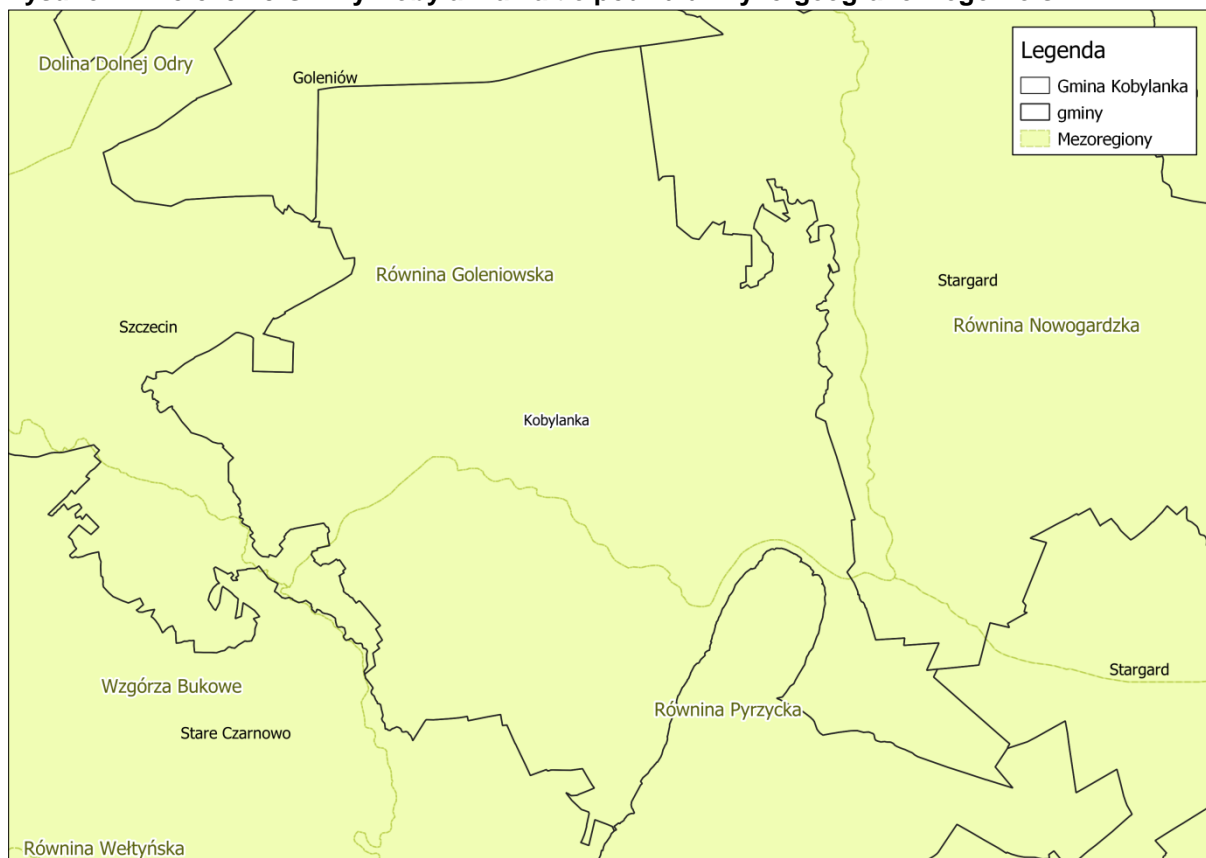 Legenda
Gmina Kobylanka
gminy
Mezoregiony
Dolina Dolnej Odry
Goleniów
Równina Goleniowska
Stargard
Szczecin
Równina Nowogardzka
Kobylanka
Stargard
Wzgórza Bukowe
Równina Pyrzycka
Stare Czarnowo
Równina Wełtyńska